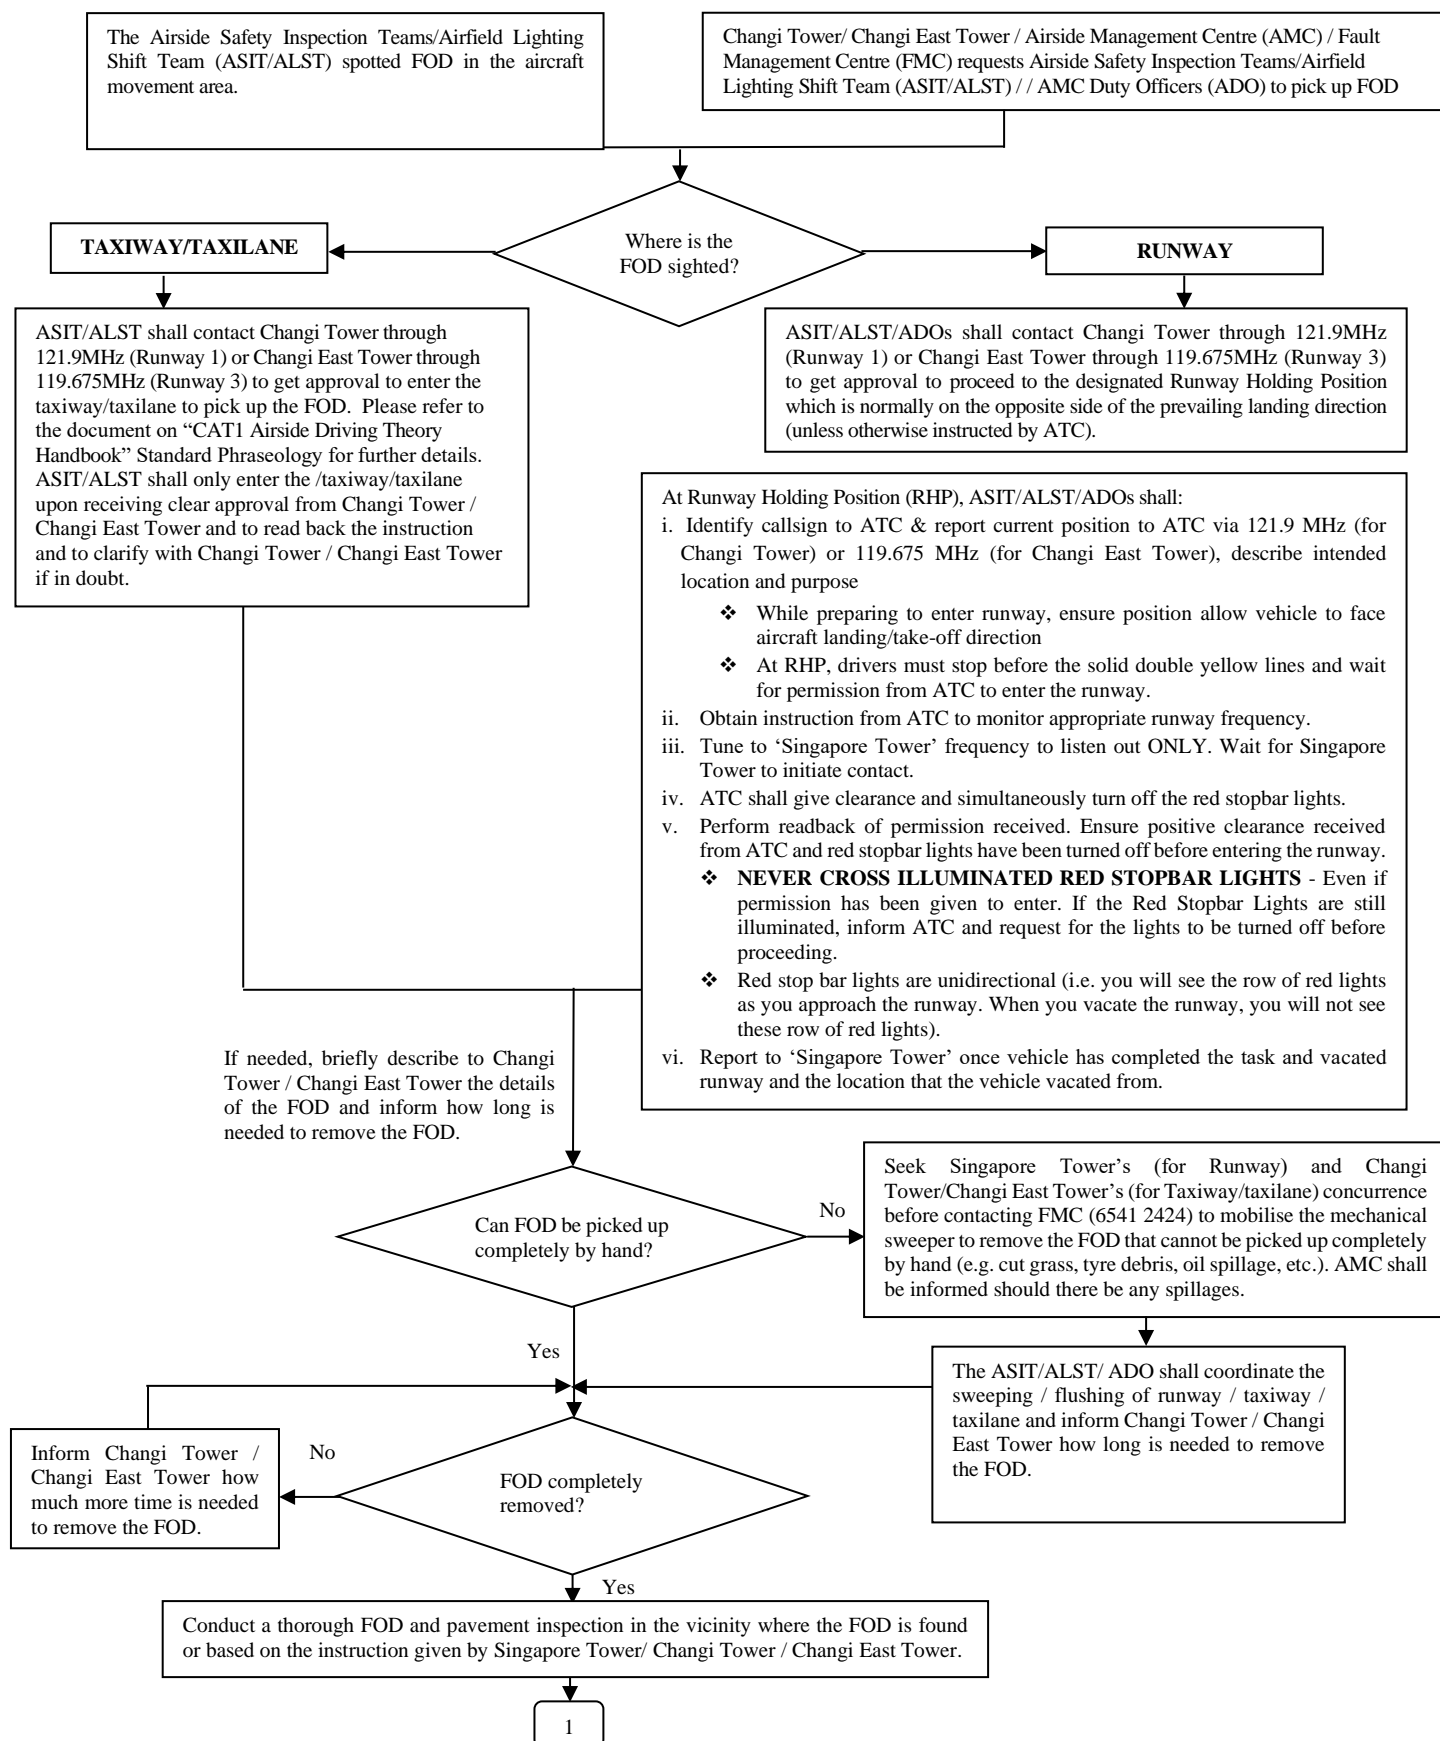 The Airside Safety Inspection Teams/Airfield Lighting
Shift Team (ASIT/ALST) spotted FOD in the aircraft
movement area.
Changi Tower/ Changi East Tower / Airside Management Centre (AMC) / Fault
Management Centre (FMC) requests Airside Safety Inspection Teams/Airfield
Lighting Shift Team (ASIT/ALST) / / AMC Duty Officers (ADO) to pick up FOD
Where is the
FOD sighted?
TAXIWAY/TAXILANE
RUNWAY
ASIT/ALST shall contact Changi Tower through
121.9MHz (Runway 1) or Changi East Tower through
119.675MHz (Runway 3) to get approval to enter the
taxiway/taxilane to pick up the FOD. Please refer to
the document on “CAT1 Airside Driving Theory
Handbook” Standard Phraseology for further details.
ASIT/ALST shall only enter the /taxiway/taxilane
upon receiving clear approval from Changi Tower /
Changi East Tower and to read back the instruction
and to clarify with Changi Tower / Changi East Tower
if in doubt.
ASIT/ALST/ADOs shall contact Changi Tower through 121.9MHz
(Runway 1) or Changi East Tower through 119.675MHz (Runway 3)
to get approval to proceed to the designated Runway Holding Position
which is normally on the opposite side of the prevailing landing direction
(unless otherwise instructed by ATC).
At Runway Holding Position (RHP), ASIT/ALST/ADOs shall:
i. Identify callsign to ATC & report current position to ATC via 121.9 MHz (for
Changi Tower) or 119.675 MHz (for Changi East Tower), describe intended
location and purpose
❖ While preparing to enter runway, ensure position allow vehicle to face
aircraft landing/take-off direction
❖ At RHP, drivers must stop before the solid double yellow lines and wait
for permission from ATC to enter the runway.
ii. Obtain instruction from ATC to monitor appropriate runway frequency.
iii. Tune to ‘Singapore Tower’ frequency to listen out ONLY. Wait for Singapore
Tower to initiate contact.
iv. ATC shall give clearance and simultaneously turn off the red stopbar lights.
v. Perform readback of permission received. Ensure positive clearance received
from ATC and red stopbar lights have been turned off before entering the runway.
❖ NEVER CROSS ILLUMINATED RED STOPBAR LIGHTS - Even if
permission has been given to enter. If the Red Stopbar Lights are still
illuminated, inform ATC and request for the lights to be turned off before
proceeding.
❖ Red stop bar lights are unidirectional (i.e. you will see the row of red lights
as you approach the runway. When you vacate the runway, you will not see
these row of red lights).
vi. Report to ‘Singapore Tower’ once vehicle has completed the task and vacated
runway and the location that the vehicle vacated from.
If needed, briefly describe to Changi
Tower / Changi East Tower the details
of the FOD and inform how long is
needed to remove the FOD.
Can FOD be picked up
completely by hand?
No
Seek Singapore Tower’s (for Runway) and Changi
Tower/Changi East Tower’s (for Taxiway/taxilane) concurrence
before contacting FMC (6541 2424) to mobilise the mechanical
sweeper to remove the FOD that cannot be picked up completely
by hand (e.g. cut grass, tyre debris, oil spillage, etc.). AMC shall
be informed should there be any spillages.
Yes
The ASIT/ALST/ ADO shall coordinate the
sweeping / flushing of runway / taxiway /
taxilane and inform Changi Tower / Changi
East Tower how long is needed to remove
the FOD.
Inform Changi Tower /
Changi East Tower how
much more time is needed
to remove the FOD.
No
FOD completely
removed?
Yes
Conduct a thorough FOD and pavement inspection in the vicinity where the FOD is found
or based on the instruction given by Singapore Tower/ Changi Tower / Changi East Tower.
1